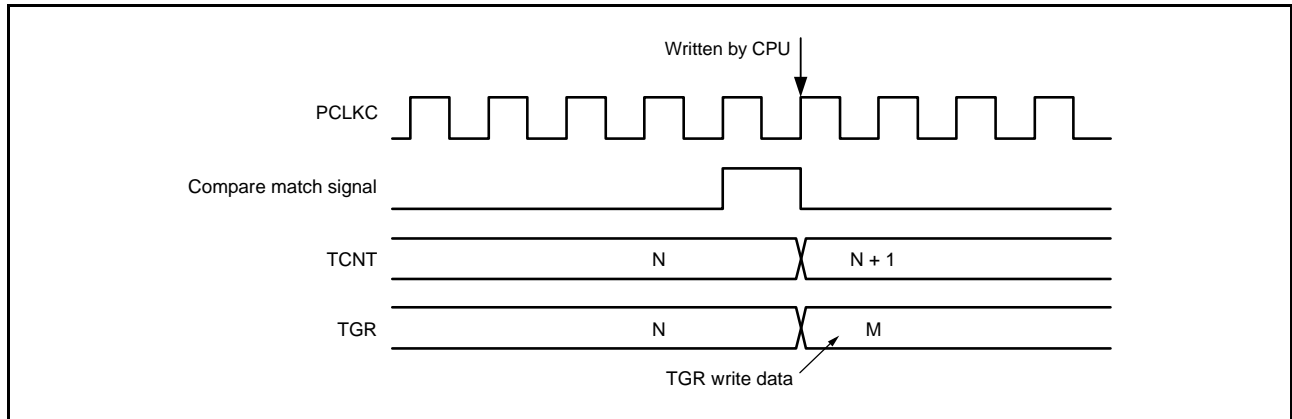 Written by CPU
PCLKC
Compare match signal
TCNT
N
N + 1
TGR
N
M
TGR write data